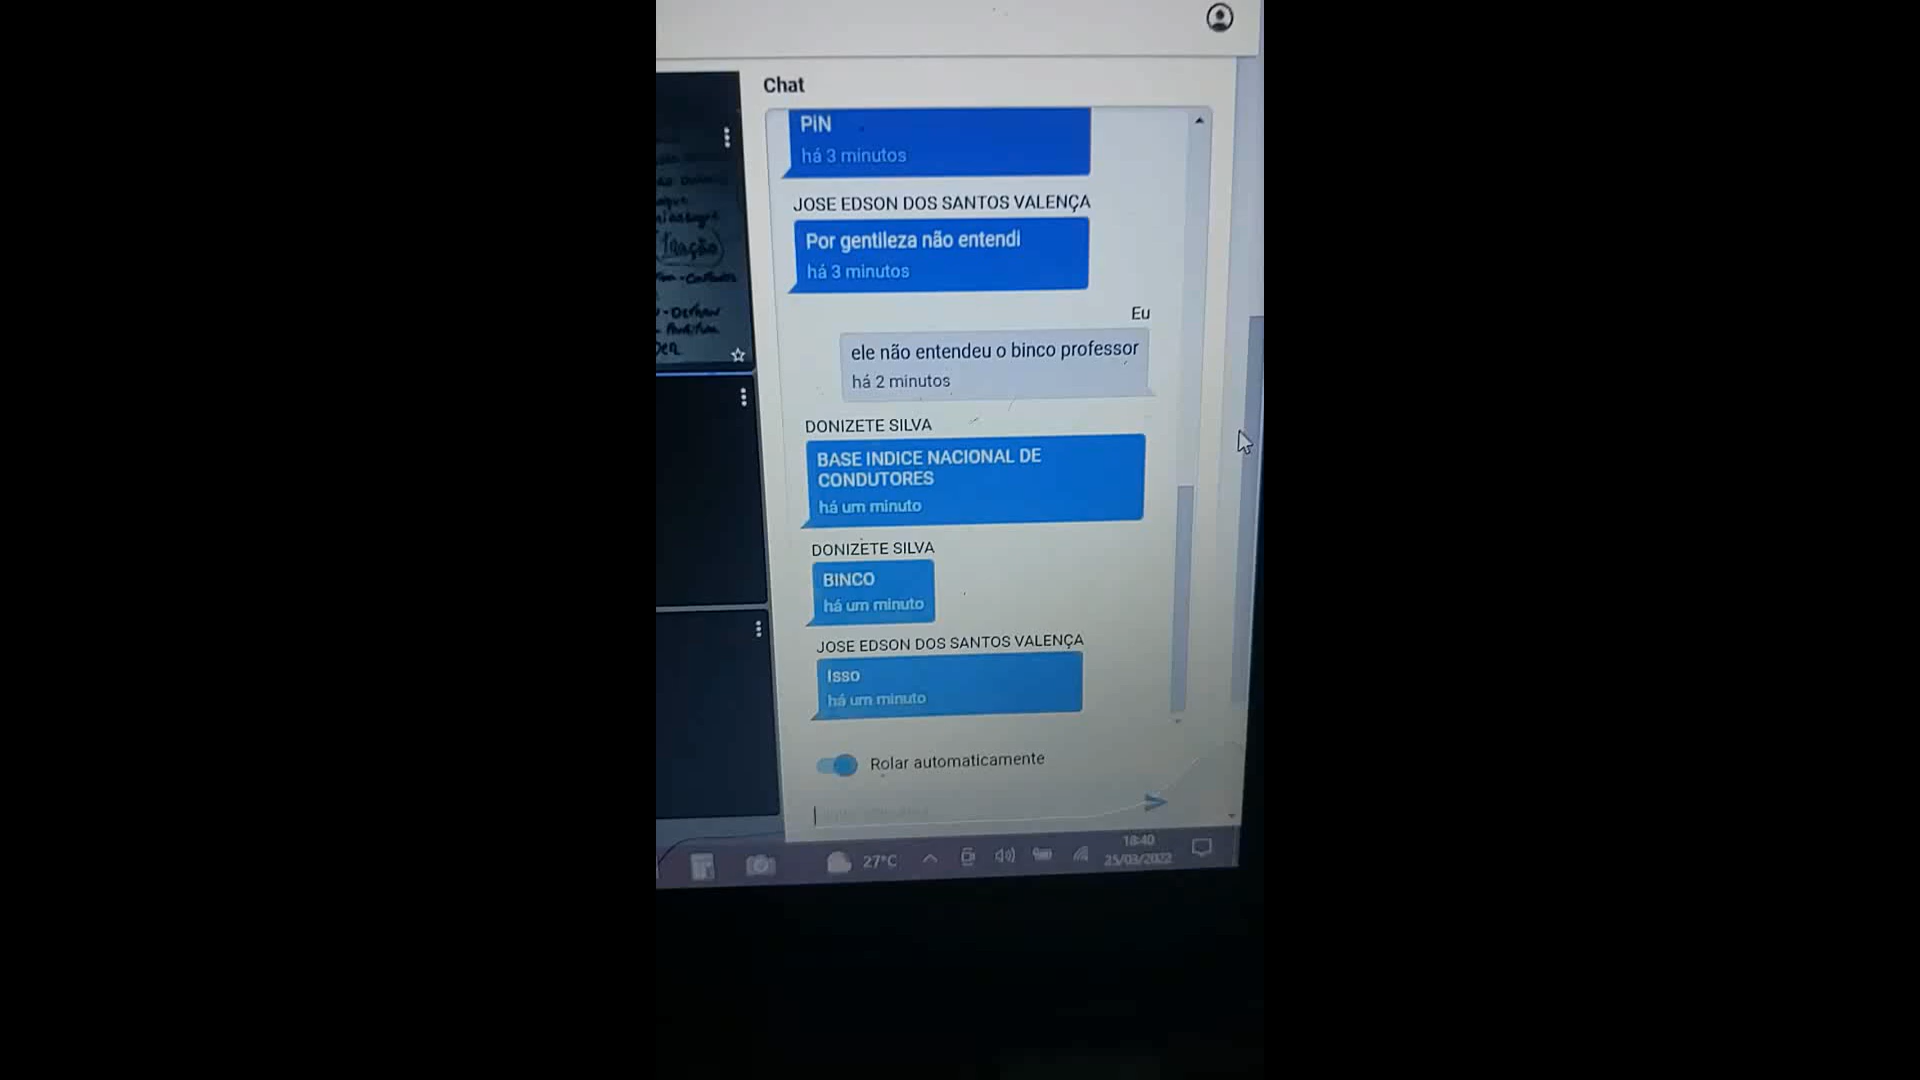 Chat
PIN
há 3 minutos
JOSE EDSON DOS SANTOS VALENÇA
Por gentileza não entendi
há 3 minutos
Eu
ele não entendeu o binco professor
há 2 minutos
DONIZETE SILVA
BASE INDICE NACIONAL DE
CONDUTORES
há um minuto
DONIZETE SILVA
BINCO
há um minuto
JOSE EDSON DOS SANTOS VALENÇA
Isso
há um minuto
Rolar automaticamente
27°C
18:40
25/03/2022